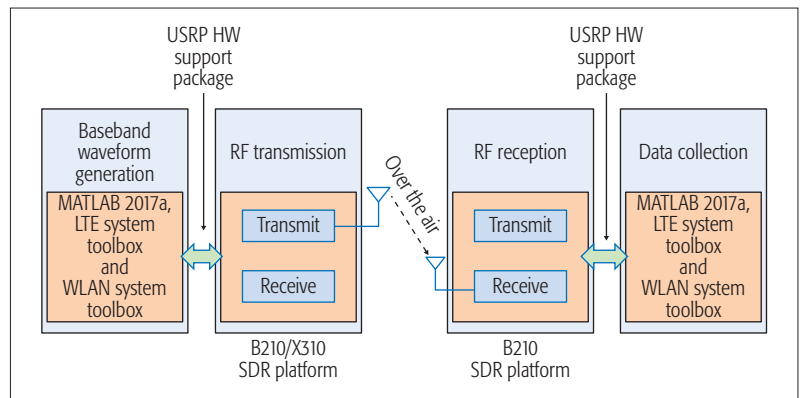 USRP HW
support
package
USRP HW
support
package
Baseband
waveform
generation
MATLAB 2017a,
LTE system
toolbox
and
WLAN system
toolbox
RF transmission
Transmit
Receive
B210/X310
SDR platform
Over the air
RF reception
Transmit
Receive
B210
SDR platform
Data collection
MATLAB 2017a,
LTE system
toolbox
and
WLAN system
toolbox